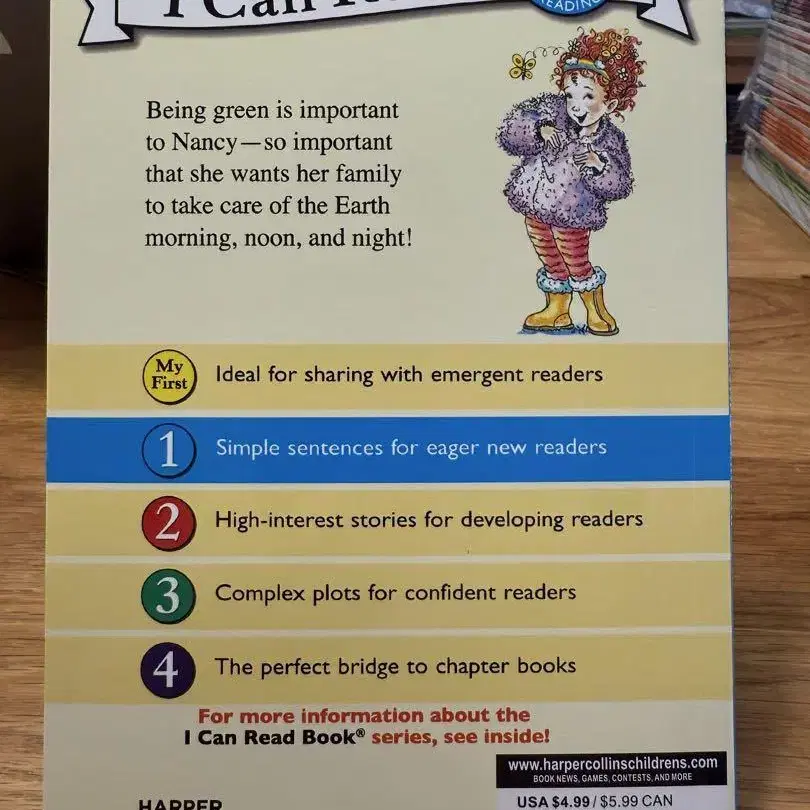 I Can
READING
Being green is important
to Nancy—so important
that she wants her family
to take care of the Earth
morning, noon, and night!
My
First
Ideal for sharing with emergent readers
1
Simple sentences for eager new readers
2
High-interest stories for developing readers
3
Complex plots for confident readers
4
The perfect bridge to chapter books
For more information about the
I Can Read Book® series, see inside!
www.harpercollinschildrens.com
BOOK NEWS, GAMES, CONTESTS, AND MORE
HARPER
USA $4.99 / $5.99 CAN